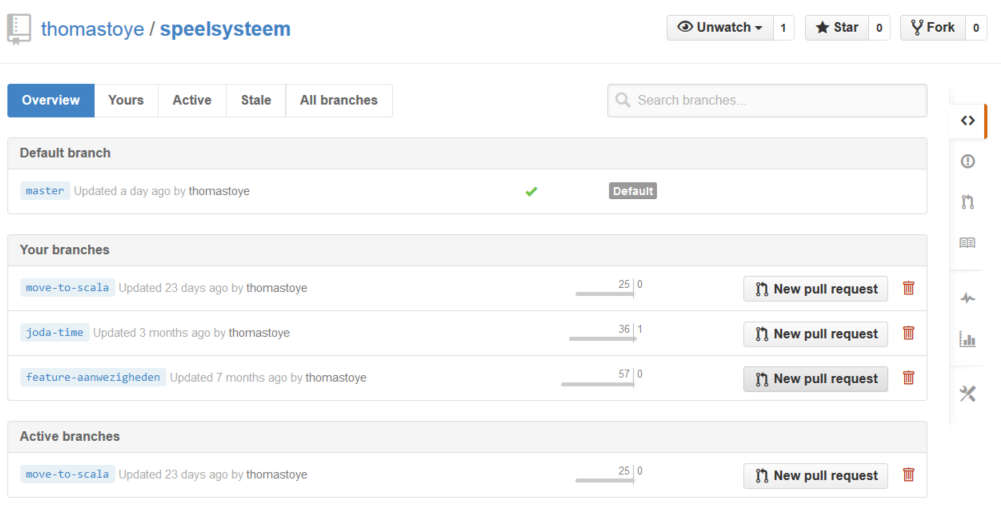 thomastoye / speelsysteem
Unwatch 1 Star 0 Fork 0
Overview Yours Active Stale All branches Search branches...
Default branch
master Updated a day ago by thomastoye Default
Your branches
move-to-scala Updated 23 days ago by thomastoye 25 0 New pull request
joda-time Updated 3 months ago by thomastoye 36 1 New pull request
feature-aanwezigheden Updated 7 months ago by thomastoye 57 0 New pull request
Active branches
move-to-scala Updated 23 days ago by thomastoye 25 0 New pull request